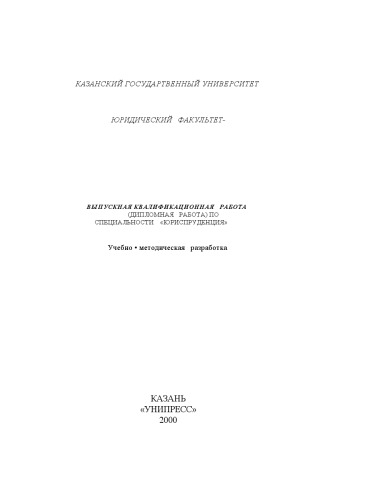 КАЗАНСКИЙ ГОСУДАРТВЕННЫЙ УНИВЕРСИТЕТ
ЮРИДИЧЕСКИЙ ФАКУЛЬТЕТ-
ВЫПУСКНАЯ КВАЛИФИКАЦИОННАЯ РАБОТА
(ДИПЛОМНАЯ РАБОТА) ПО
СПЕЦИАЛЬНОСТИ «ЮРИСПРУДЕНЦИЯ»
Учебно • методическая разработка
КАЗАНЬ
«УНИПРЕСС»
2000